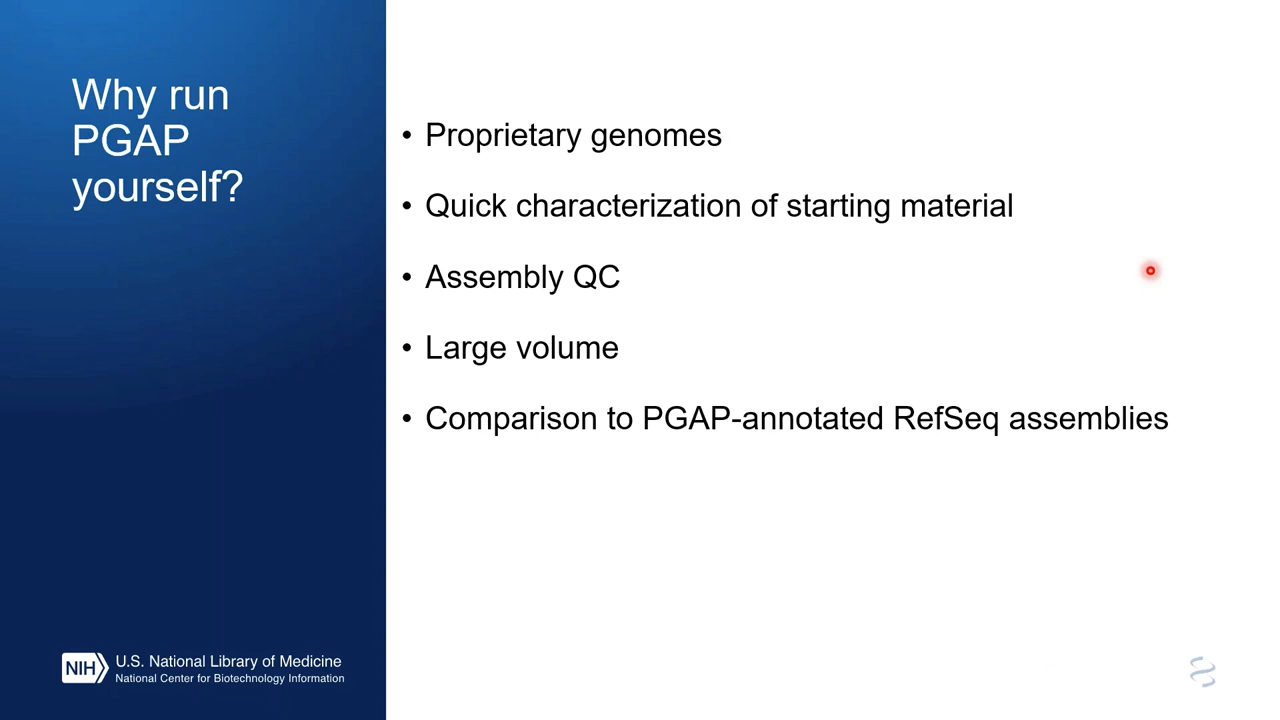 Why run
PGAP
yourself?
• Proprietary genomes
• Quick characterization of starting material
• Assembly QC
• Large volume
• Comparison to PGAP-annotated RefSeq assemblies
NIH
U.S. National Library of Medicine
National Center for Biotechnology Information